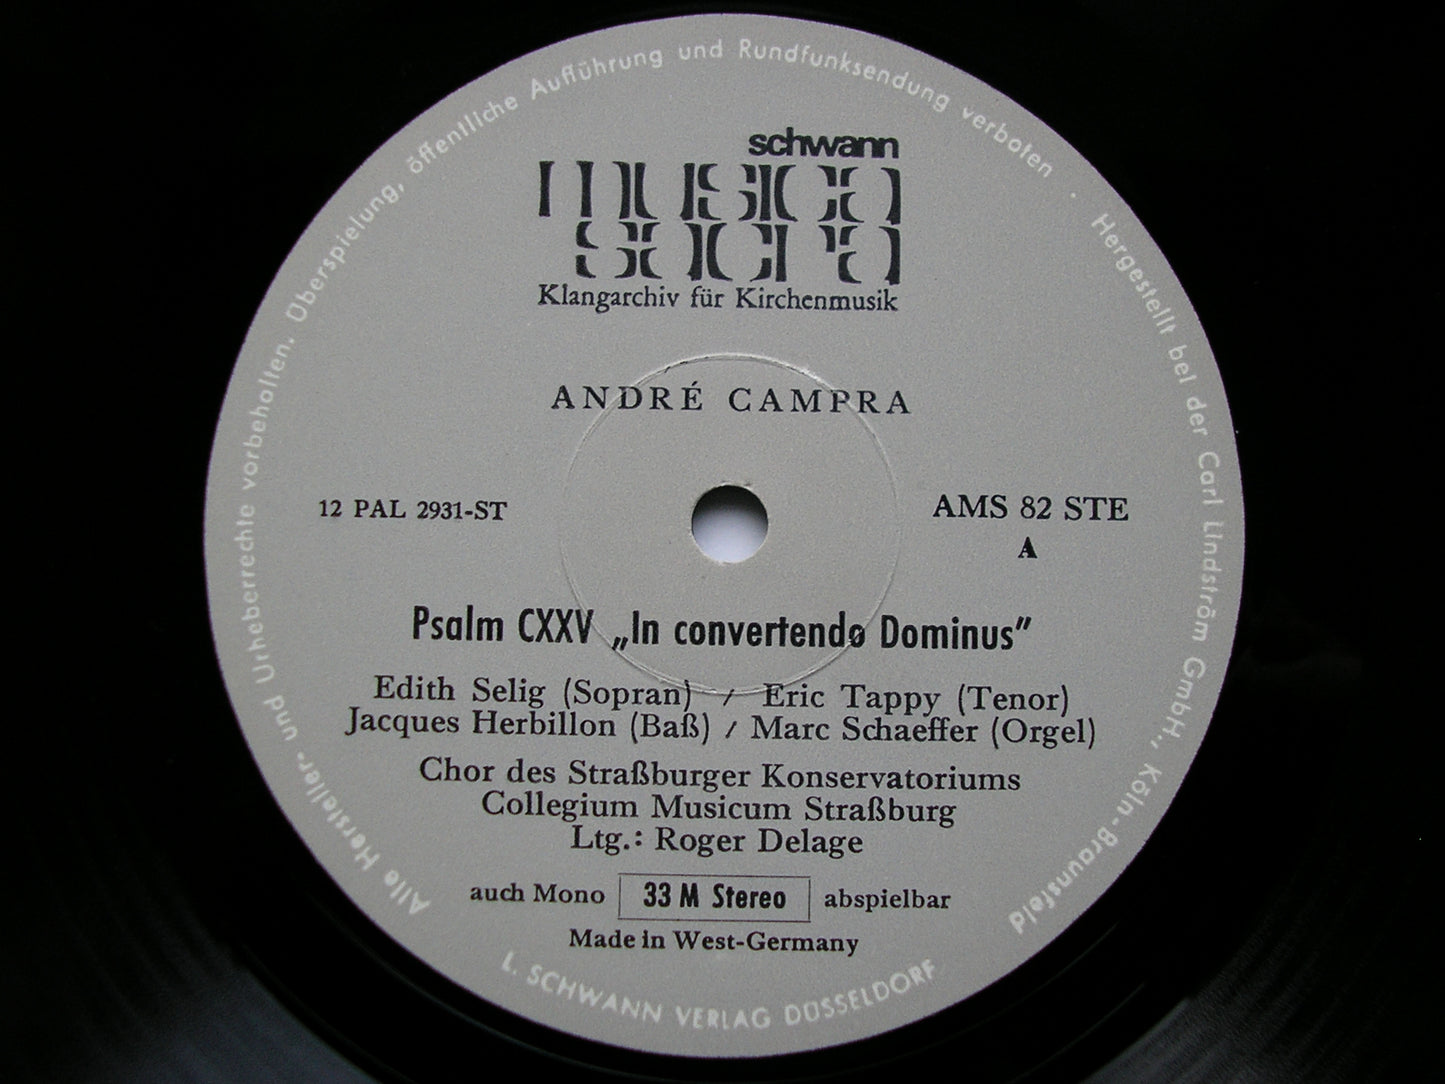 Alle Hersteller- und Urheberrechte vorbehalten. Überspielung, öffentliche Aufführung und Rundfunksendung verboten · Hergestellt bei der Carl Lindström GmbH., Köln-Braunsfeld
schwann
musica
sacra
Klangarchiv für Kirchenmusik
ANDRÉ CAMPRA
12 PAL 2931-ST
AMS 82 STE
A
Psalm CXXV „In convertendo Dominus”
Edith Selig (Sopran) / Eric Tappy (Tenor)
Jacques Herbillon (Baß) / Marc Schaeffer (Orgel)
Chor des Straßburger Konservatoriums
Collegium Musicum Straßburg
Ltg.: Roger Delage
auch Mono 33 M Stereo abspielbar
Made in West-Germany
L. SCHWANN VERLAG DÜSSELDORF